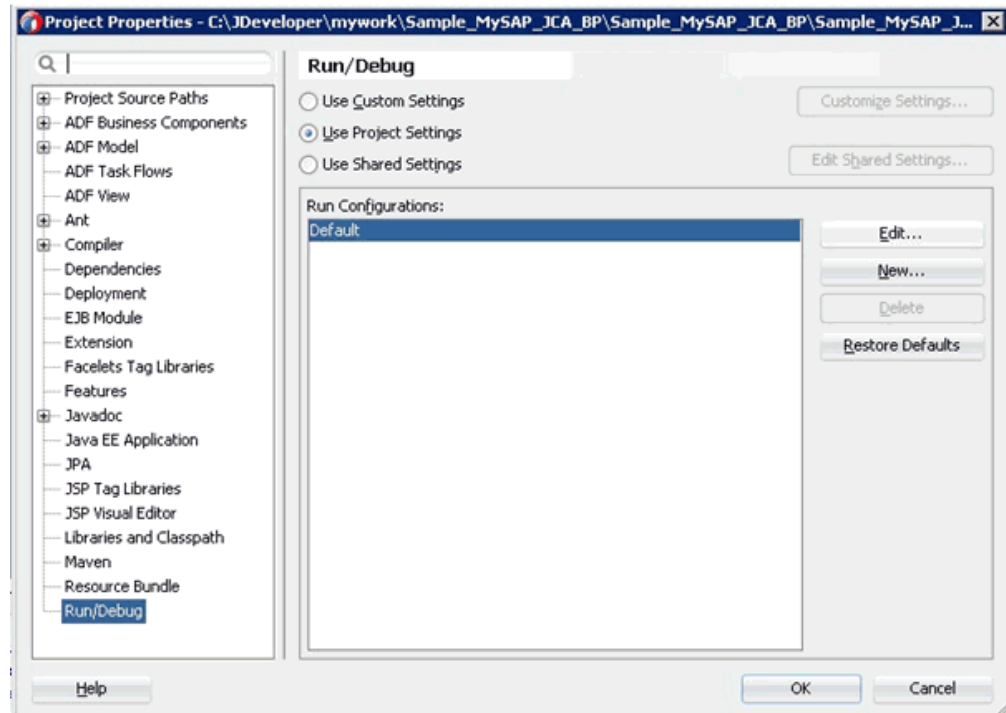 Project Properties - C:\JDeveloper\mywork\Sample_MySAP_JCA_BP\Sample_MySAP_JCA_BP\Sample_MySAP_J...
Run/Debug
Use Custom Settings
Customize Settings...
Use Project Settings
Use Shared Settings
Edit Shared Settings...
Project Source Paths
ADF Business Components
ADF Model
ADF Task Flows
ADF View
Ant
Compiler
Dependencies
Deployment
EJB Module
Extension
Facelets Tag Libraries
Features
Javadoc
Java EE Application
JPA
JSP Tag Libraries
JSP Visual Editor
Libraries and Classpath
Maven
Resource Bundle
Run/Debug
Run Configurations:
Default
Edit...
New...
Delete
Restore Defaults
Help
OK
Cancel